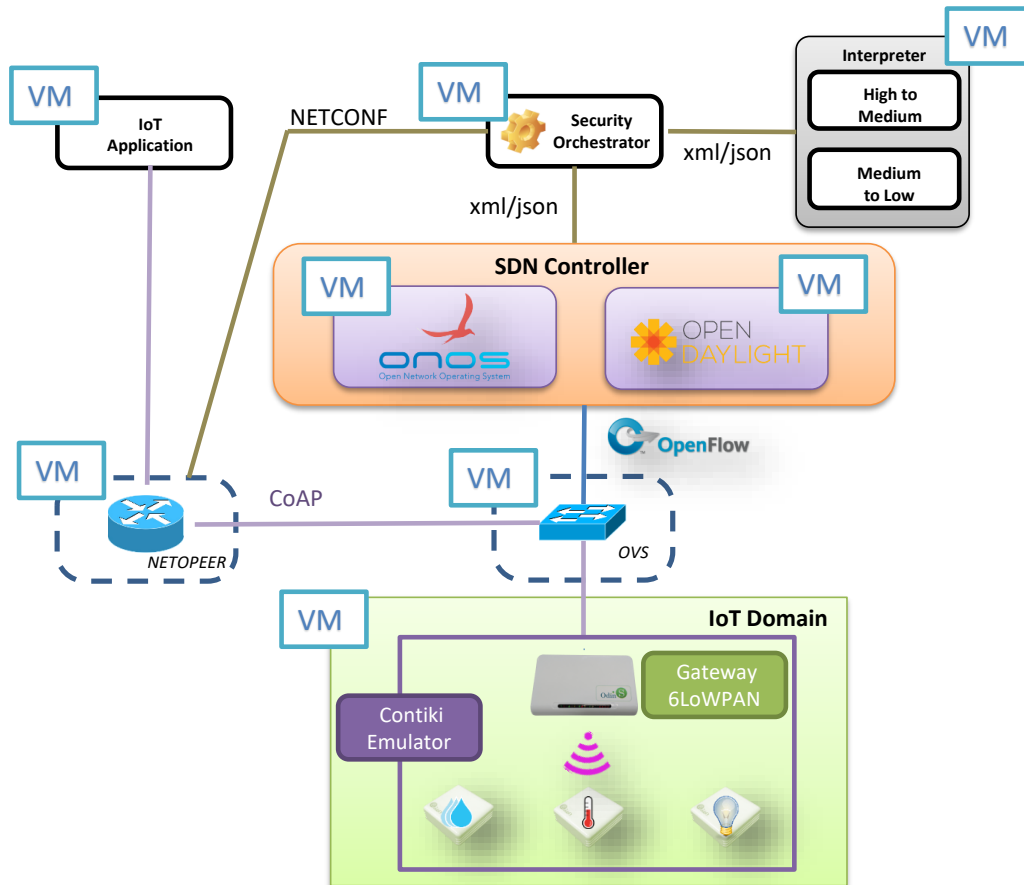 VM
Interpreter
VM
VM
High to
Medium
NETCONF
IoT
Application
Security
Orchestrator
xml/json
Medium
to Low
xml/json
SDN Controller
VM
VM
OPEN
DAYLIGHT
onos
Open Network Operating System
OpenFlow
VM
VM
CoAP
NETOPEER
OVS
VM
IoT Domain
Gateway
6LoWPAN
Odin S
Contiki
Emulator